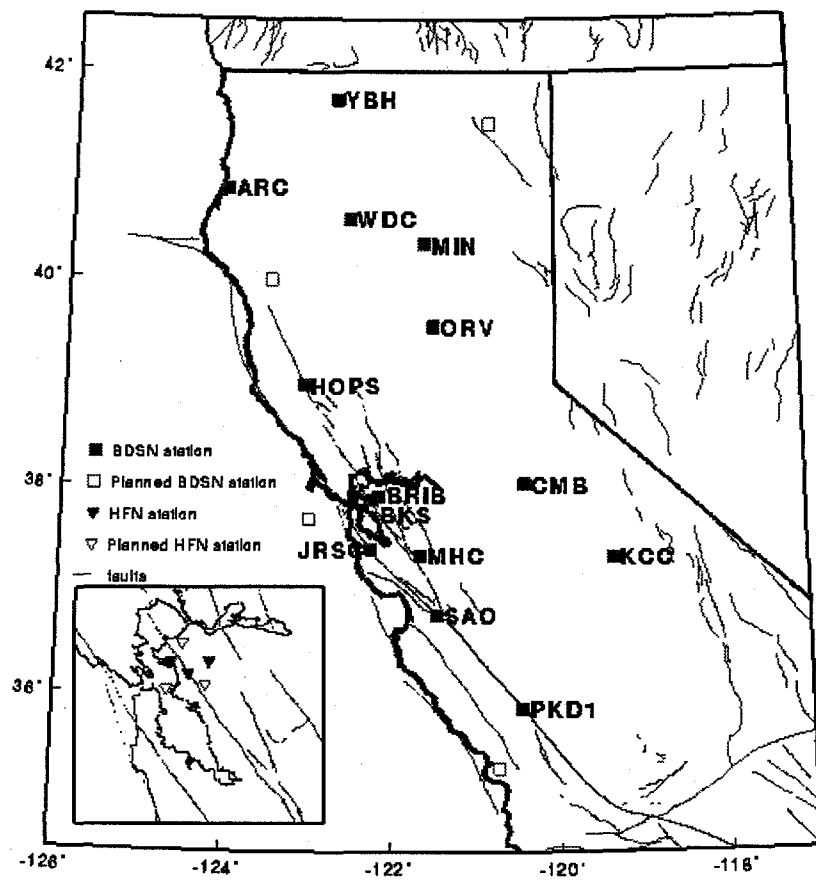 42°
YBH
ARC
WDC
MIN
40°
ORV
HOPS
BDSN station
38°
CMB
Planned BDSN station
BRIB
HFN station
BKS
Planned HFN station
JRSC
MHC
KCC
faults
SAO
36°
PKD1
-126°
-124°
-122°
-120°
-118°